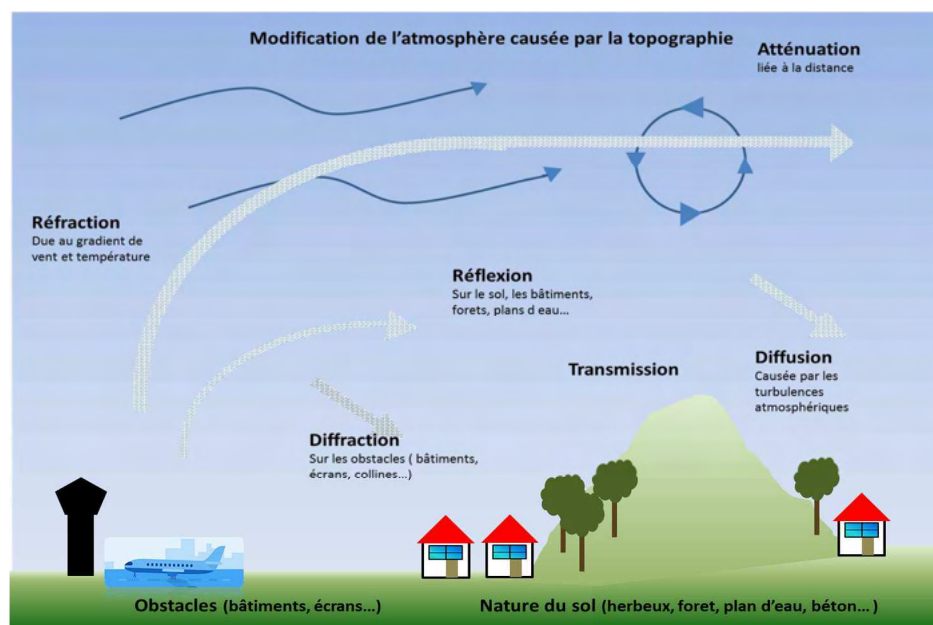 Modification de l'atmosphère causée par la topographie
Atténuation
liée à la distance
Réfraction
Due au gradient de
vent et température
Réflexion
Sur le sol, les bâtiments,
forets, plans d eau...
Transmission
Diffusion
Causée par les
turbulences
atmosphériques
Diffraction
Sur les obstacles ( bâtiments,
écrans, collines...)
Obstacles (bâtiments, écrans...)
Nature du sol (herbeux, foret, plan d'eau, béton... )